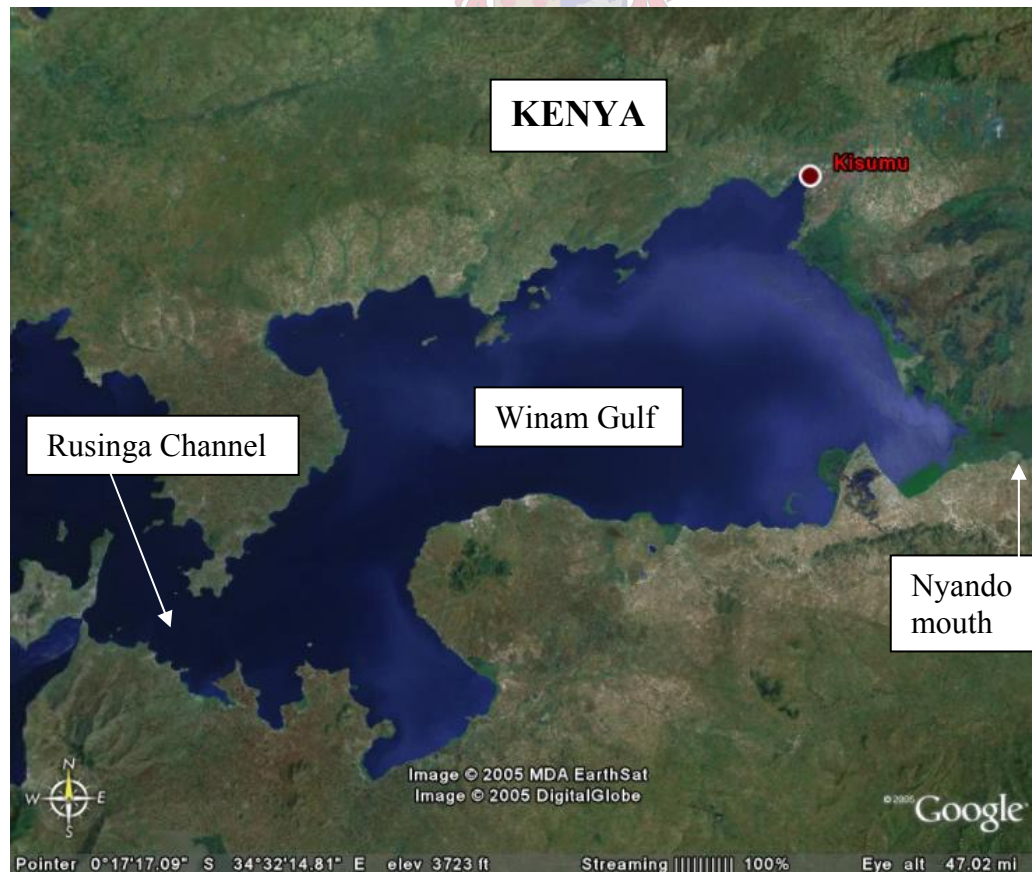 KENYA
Kisumu
Winam Gulf
Rusinga Channel
Nyando
mouth
N
W E
S
Image © 2005 MDA EarthSat
Image © 2005 DigitalGlobe
©2005 Google
Pointer 0°17'17.09" S 34°32'14.81" E elev 3723 ft Streaming |||||||||| 100% Eye alt 47.02 mi